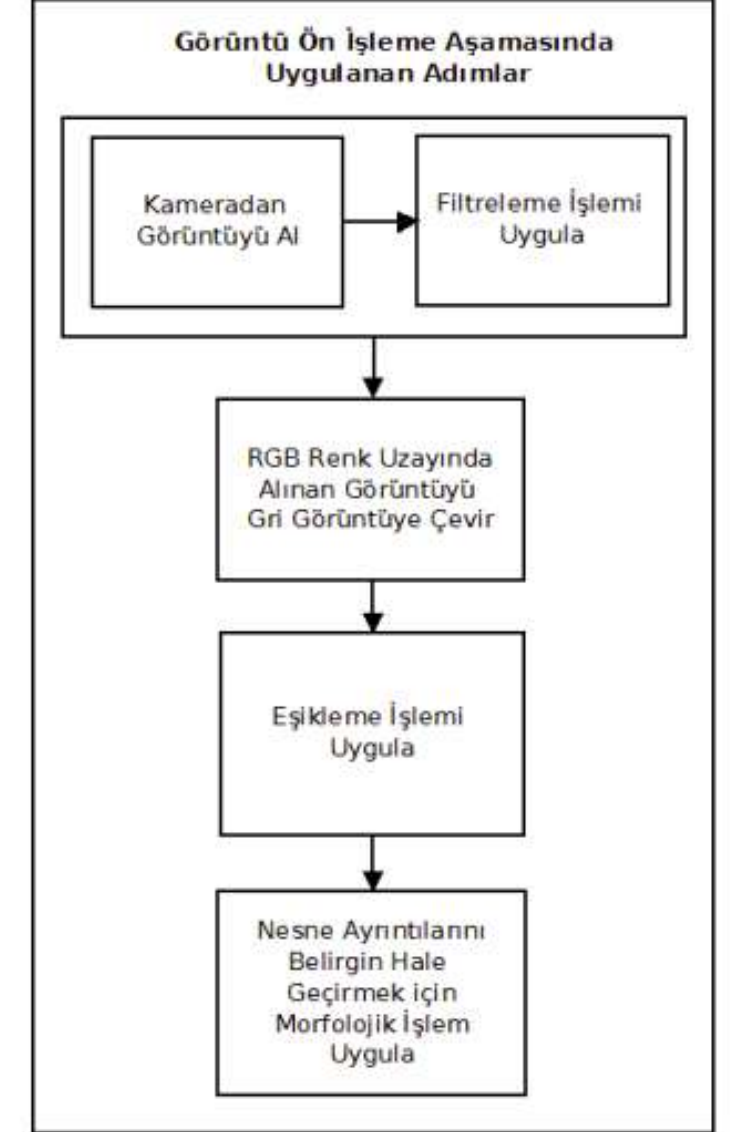 Görüntü Ön İşleme Aşamasında
Uygulanan Adımlar
Kameradan
Görüntüyü Al
Filtreleme İşlemi
Uygula
RGB Renk Uzayında
Alınan Görüntüyü
Gri Görüntüye Çevir
Eşikleme İşlemi
Uygula
Nesne Ayrıntılarını
Belirgin Hale
Geçirmek için
Morfolojik İşlem
Uygula